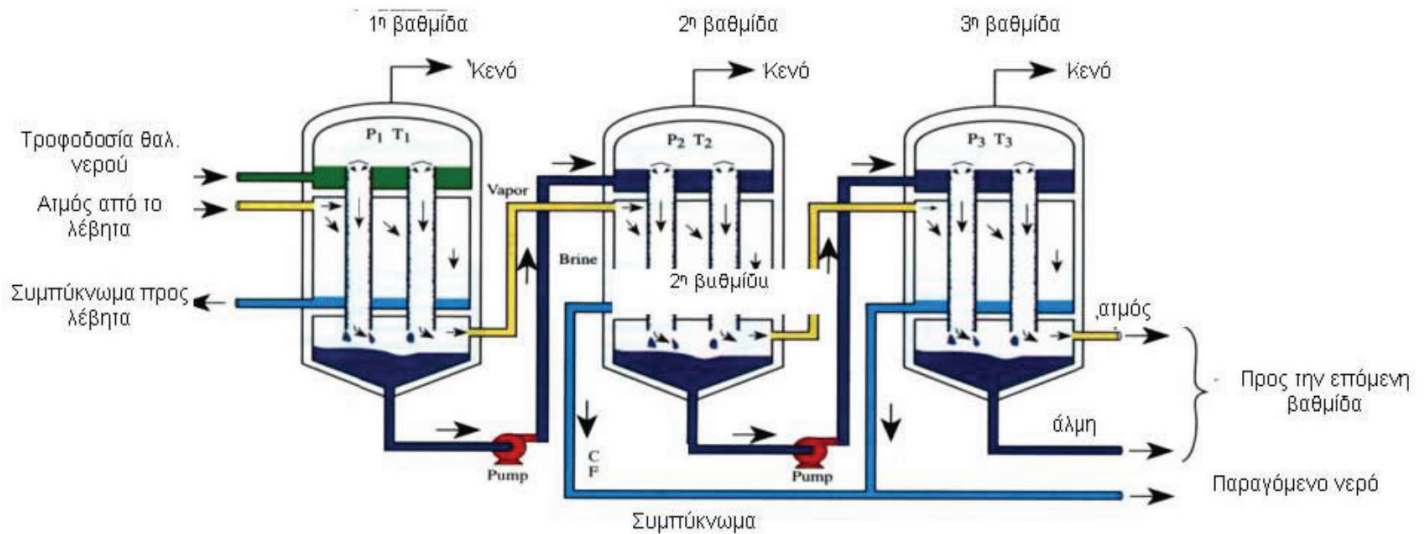 1η βαθμίδα
2η βαθμίδα
3η βαθμίδα
Κενό
Κενό
Κενό
Τροφοδοσία θαλ.
νερού
P1 T1
P2 T2
P3 T3
Ατμός από το
λέβητα
Vapor
Brine
2η βαθμίδα
Συμπύκνωμα προς
λέβητα
ατμός
Προς την επόμενη
βαθμίδα
άλμη
C
F
Pump
Pump
Παραγόμενο νερό
Συμπύκνωμα